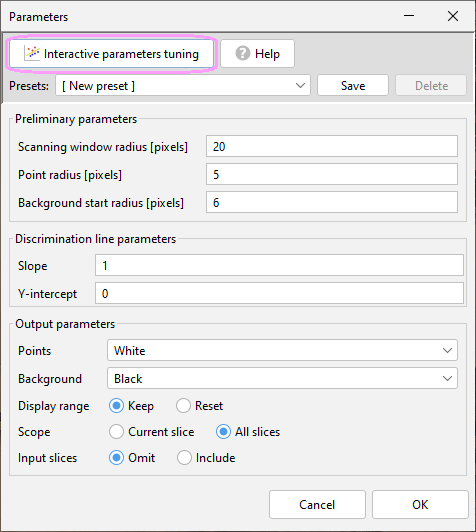 Parameters
Interactive parameters tuning
? Help
Presets: [ New preset ] Save Delete
Preliminary parameters
Scanning window radius [pixels] 20
Point radius [pixels] 5
Background start radius [pixels] 6
Discrimination line parameters
Slope 1
Y-intercept 0
Output parameters
Points White
Background Black
Display range Keep Reset
Scope Current slice All slices
Input slices Omit Include
Cancel OK